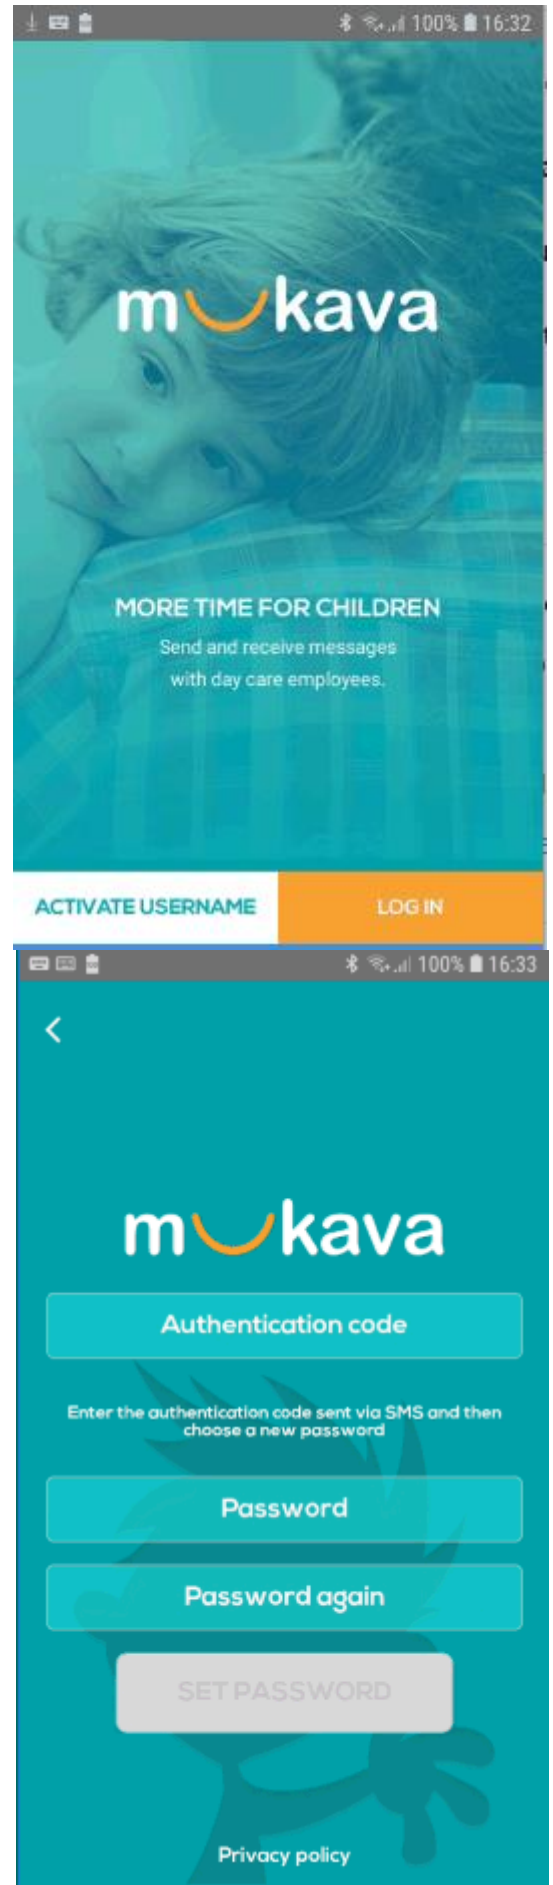 100% 16:32
mukava
MORE TIME FOR CHILDREN
Send and receive messages
with day care employees.
ACTIVATE USERNAME
LOG IN
100% 16:33
mukava
Authentication code
Enter the authentication code sent via SMS and then
choose a new password
Password
Password again
SET PASSWORD
Privacy policy